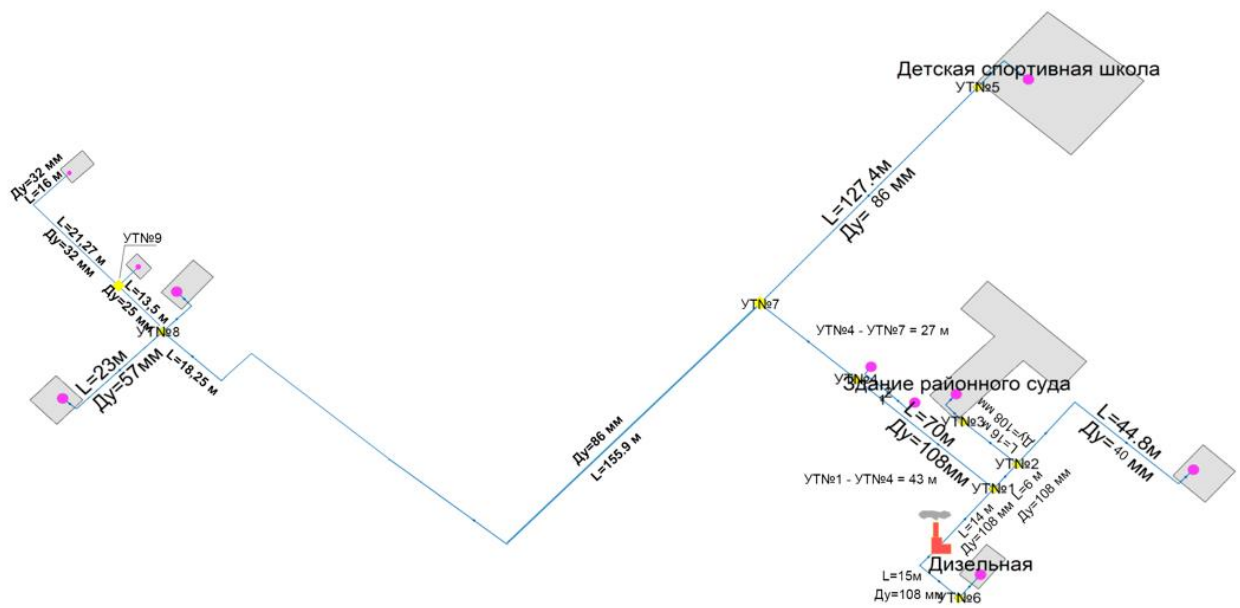 Детская спортивная школа
УТ№5
L=127.4м
Ду= 86 мм
Ду=32 мм
L=16 м
L=21,27 м
Ду=32 мм
УТ№9
L=13,5 м
Ду=25 мм
УТ№8
L=18,25 м
L=23м
Ду=57мм
УТ№7
УТ№4 - УТ№7 = 27 м
УТ№4
Здание районного суда
L=70м
Ду=108мм
УТ№3
L=16 м
Ду=108 мм
УТ№2
L=44.8м
Ду= 40 мм
Ду=86 мм
L=155.9 м
УТ№1 - УТ№4 = 43 м
УТ№1
L=6 м
Ду=108 мм
L=14 м
Ду=108 мм
Дизельная
L=15м
Ду=108 мм
УТ№6